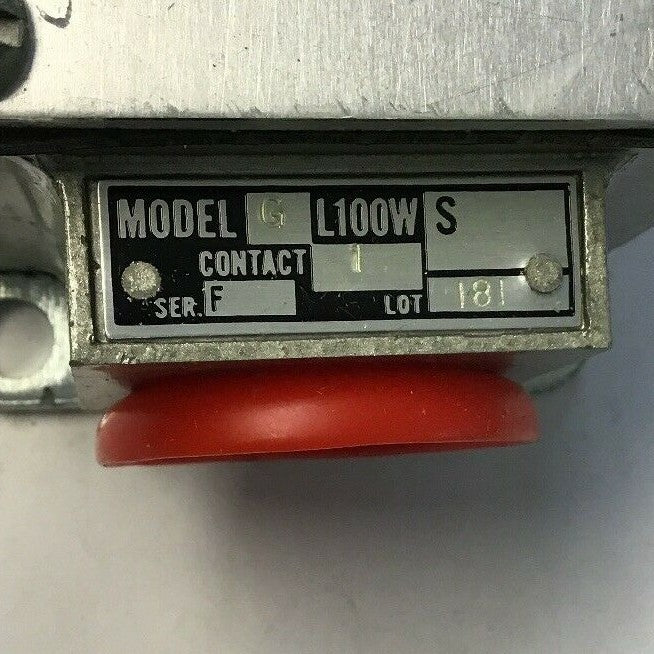 MODEL G L100W S
CONTACT 1
SER. F LOT 181